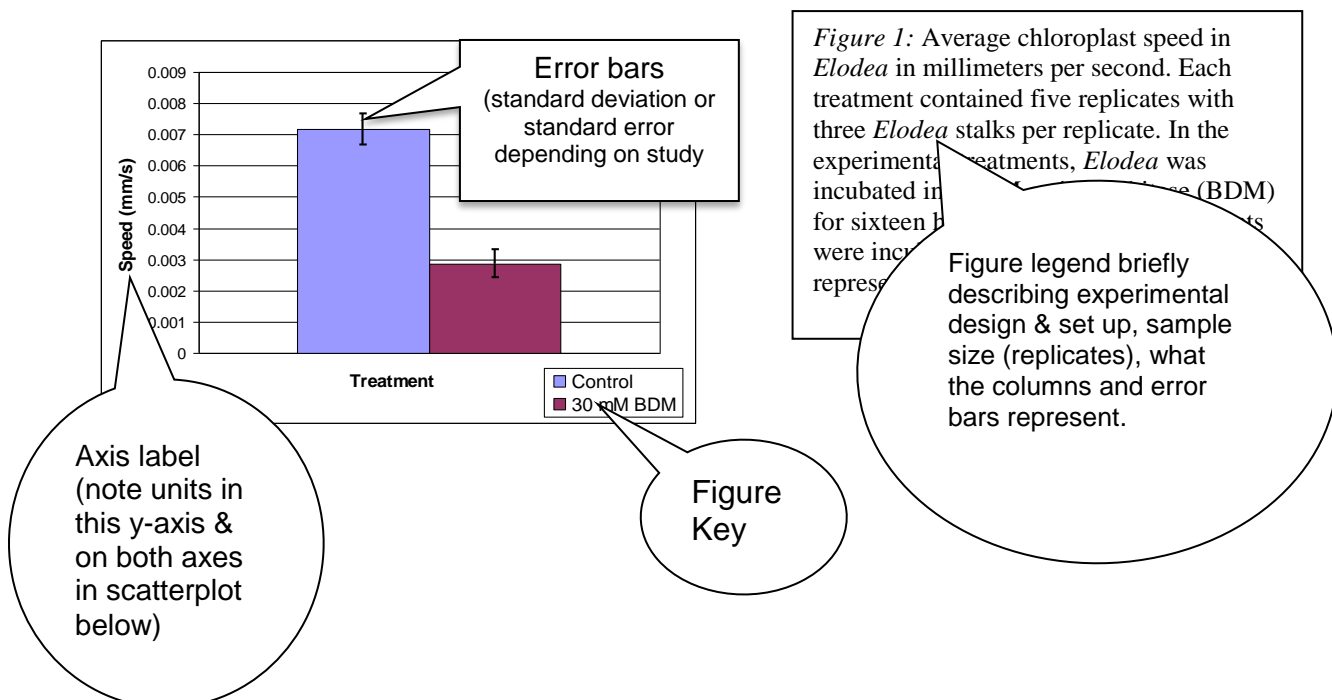 0.009
0.008
0.007
0.006
0.005
0.004
0.003
0.002
0.001
0
Speed (mm/s)
Treatment
Control
30 mM BDM
Error bars
(standard deviation or
standard error
depending on study
Figure 1: Average chloroplast speed in
Elodea in millimeters per second. Each
treatment contained five replicates with
three Elodea stalks per replicate. In the
experimental treatments, Elodea was
incubated in (BDM)
for sixteen
were
Figure legend briefly
describing experimental
design & set up, sample
size (replicates), what
the columns and error
bars represent.
Axis label
(note units in
this y-axis &
on both axes
in scatterplot
below)
Figure
Key